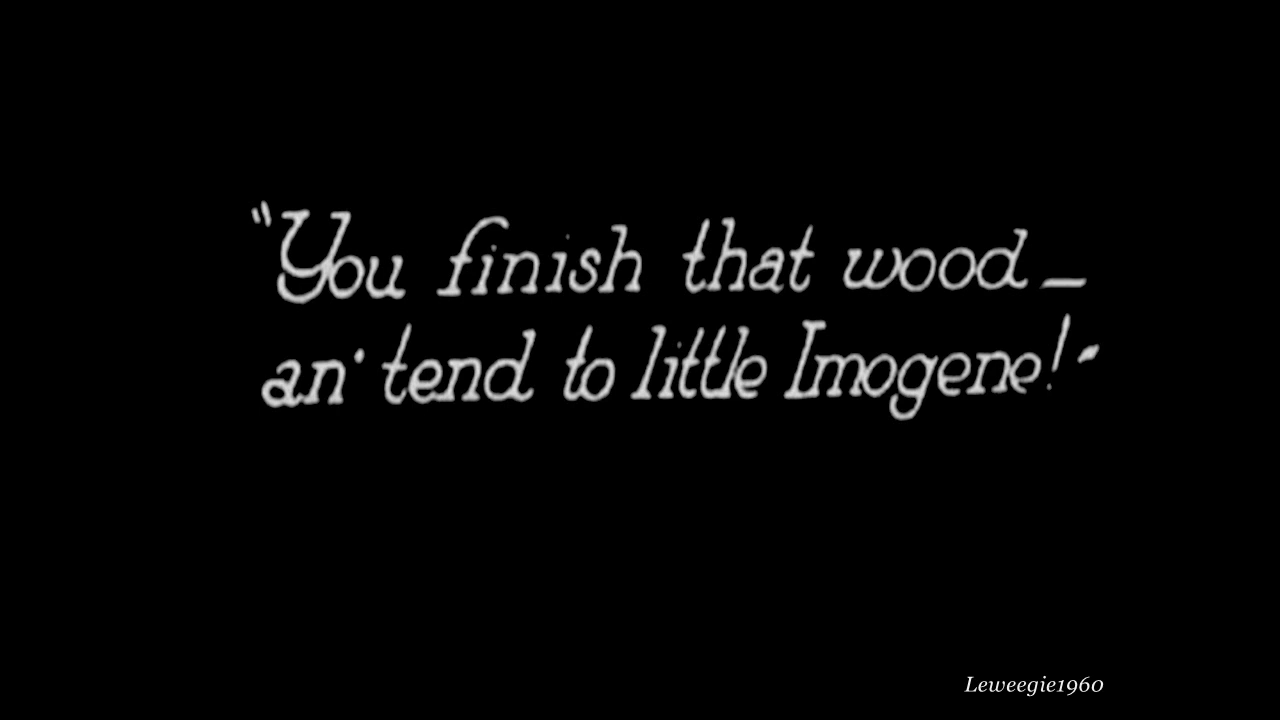 "You finish that wood —
an' tend to little Imogene!"
Leweegie1960